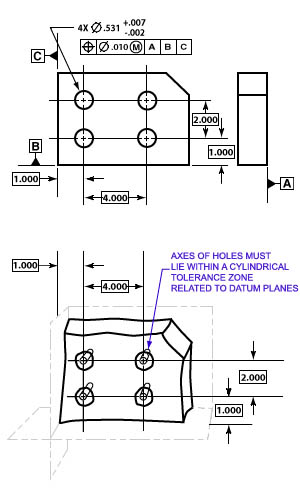 4X ⌀ .531 +.007
-.002
⌖ ⌀ .010 Ⓜ A B C
C
2.000
B
1.000
1.000
A
4.000
AXES OF HOLES MUST
LIE WITHIN A CYLINDRICAL
TOLERANCE ZONE
RELATED TO DATUM PLANES
1.000
4.000
2.000
1.000